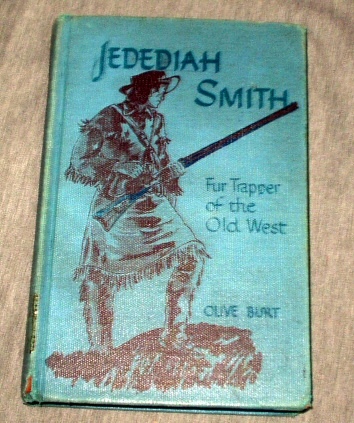 JEDEDIAH
SMITH
Fur Trapper
of the
Old West
OLIVE BURT